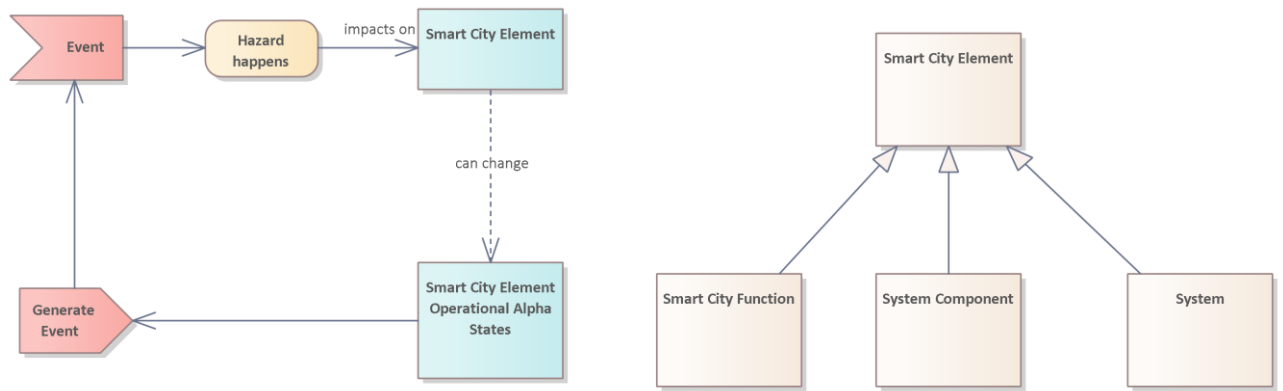 Event
Hazard
happens
impacts on
Smart City Element
can change
Smart City Element
Operational Alpha
States
Generate
Event
Smart City Element
Smart City Function
System Component
System